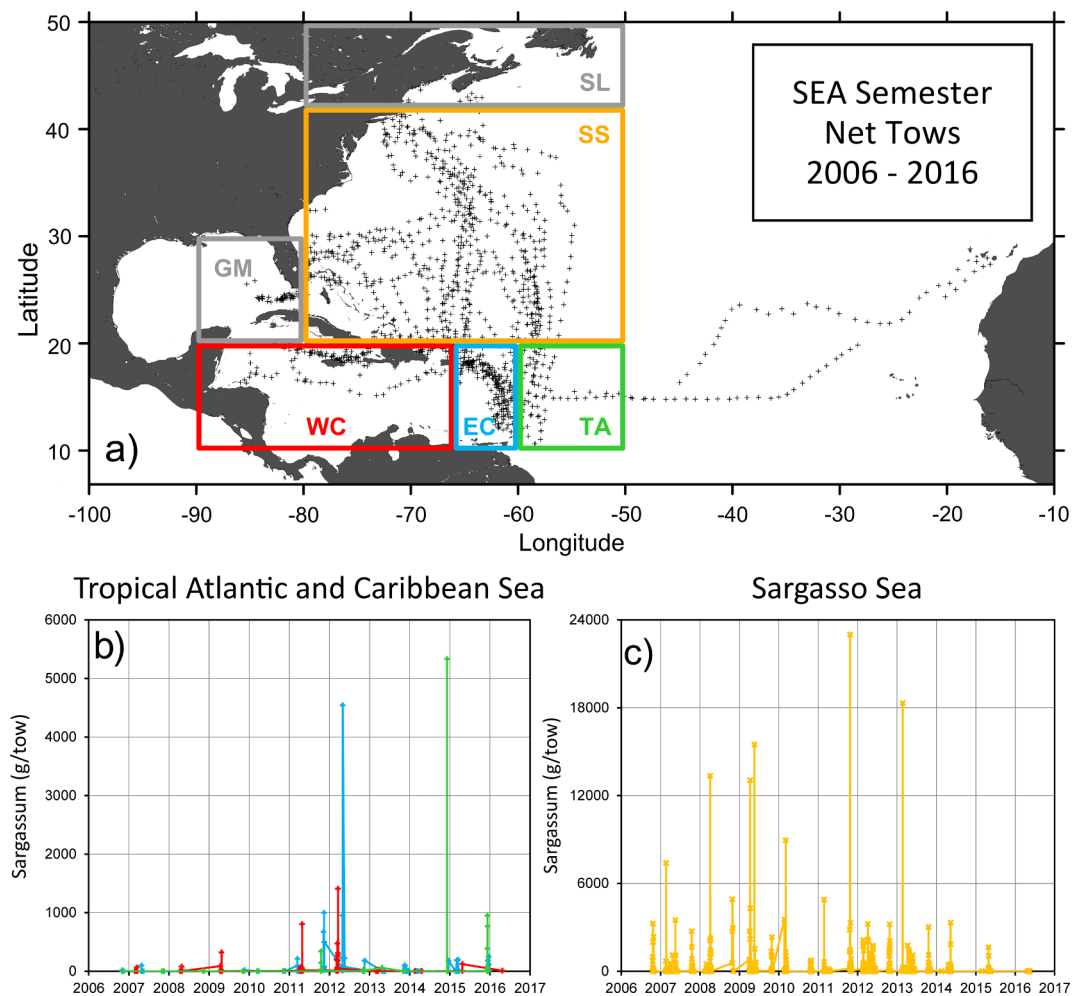 50
40
30
20
10
Latitude
SL
SS
GM
WC
EC
TA
SEA Semester
Net Tows
2006 - 2016
a)
-100 -90 -80 -70 -60 -50 -40 -30 -20 -10
Longitude
Tropical Atlantic and Caribbean Sea
b)
6000
5000
4000
3000
2000
1000
0
Sargassum (g/tow)
2006 2007 2008 2009 2010 2011 2012 2013 2014 2015 2016 2017
Sargasso Sea
c)
24000
18000
12000
6000
0
Sargassum (g/tow)
2006 2007 2008 2009 2010 2011 2012 2013 2014 2015 2016 2017